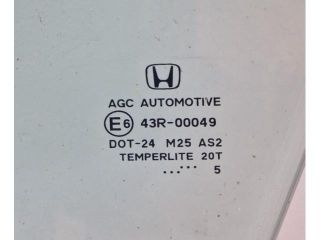 AGC AUTOMOTIVE
E6 43R-00049
DOT-24 M25 AS2
TEMPERLITE 20T
..... ·····  5